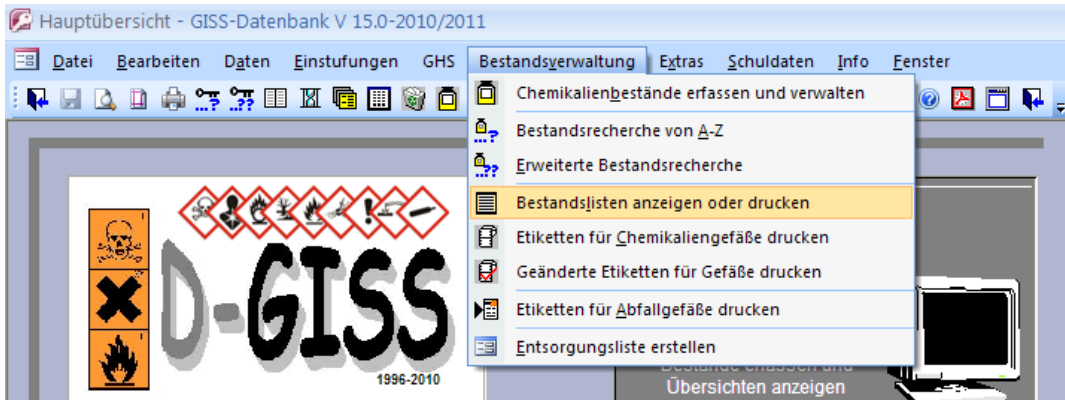 Hauptübersicht - GISS-Datenbank V 15.0-2010/2011
Datei Bearbeiten Daten Einstufungen GHS Bestandsverwaltung Extras Schuldaten Info Fenster
Chemikalienbestände erfassen und verwalten
Bestandsrecherche von A-Z
Erweiterte Bestandsrecherche
Bestandslisten anzeigen oder drucken
Etiketten für Chemikaliengefäße drucken
Geänderte Etiketten für Gefäße drucken
Etiketten für Abfallgefäße drucken
Entsorgungsliste erstellen
D-GISS
1996-2010
Übersichten anzeigen